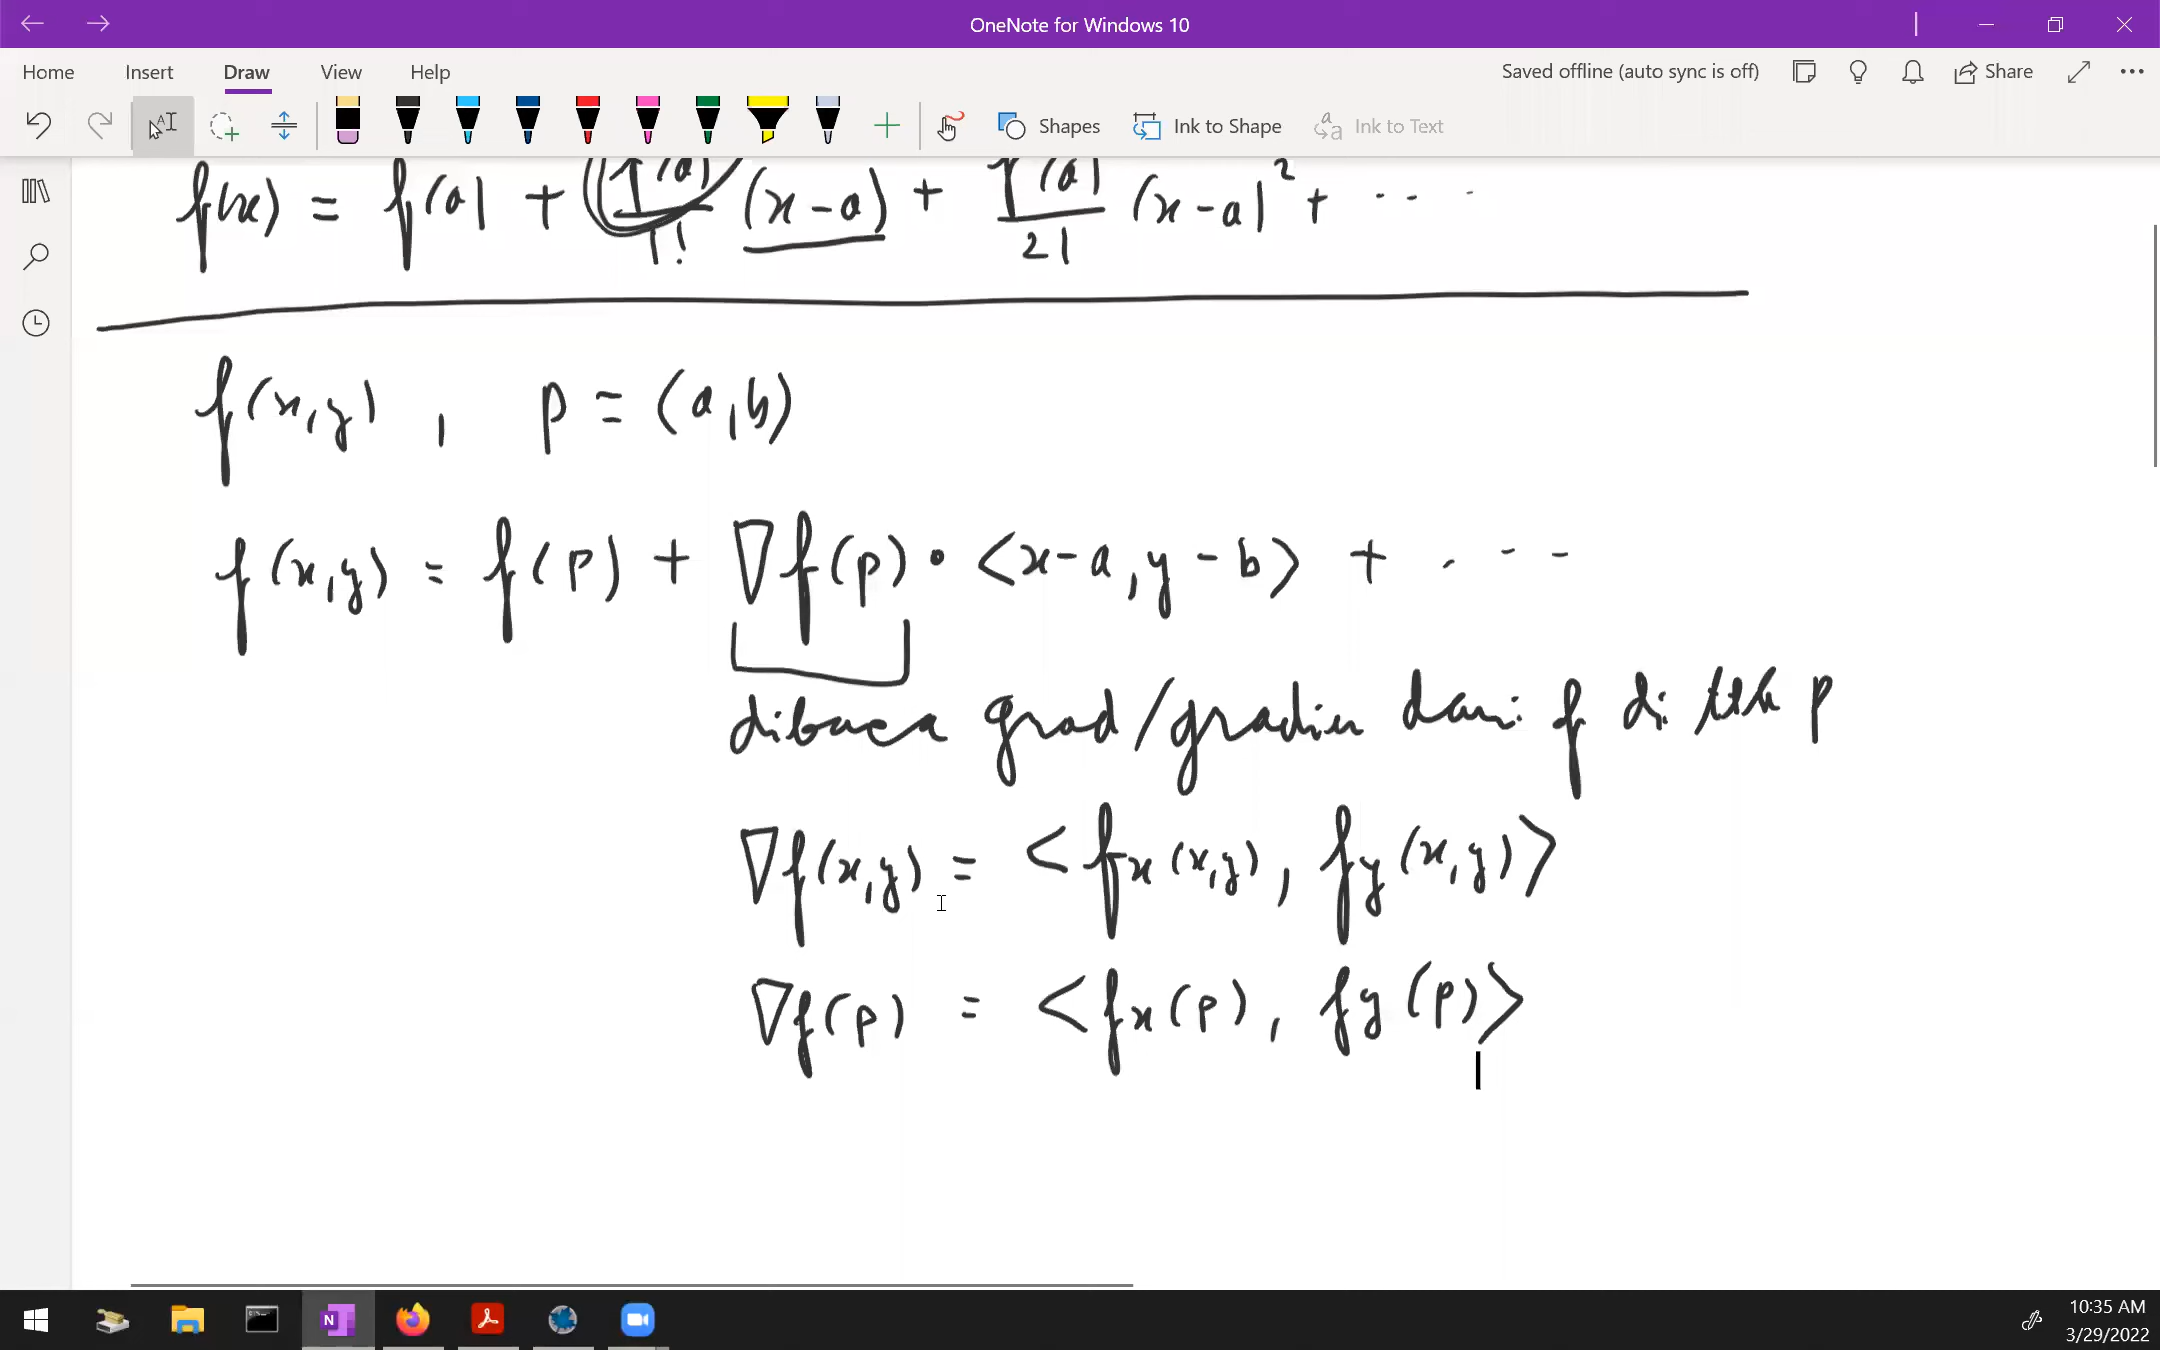 OneNote for Windows 10
Home Insert Draw View Help Saved offline (auto sync is off) Share
Shapes Ink to Shape Ink to Text
f(x) = f(a) + (a)/1! (x-a) + (a)/2! (x-a)² + ...
f(x,y) , p = (a,b)
f(x,y) = f(p) + ∇f(p) • <x-a, y-b> + ...
dibaca grad/gradien dari f di ttk p
∇f(x,y) = <fx(x,y), fy(x,y)>
∇f(p) = <fx(p), fy(p)>
10:35 AM
3/29/2022